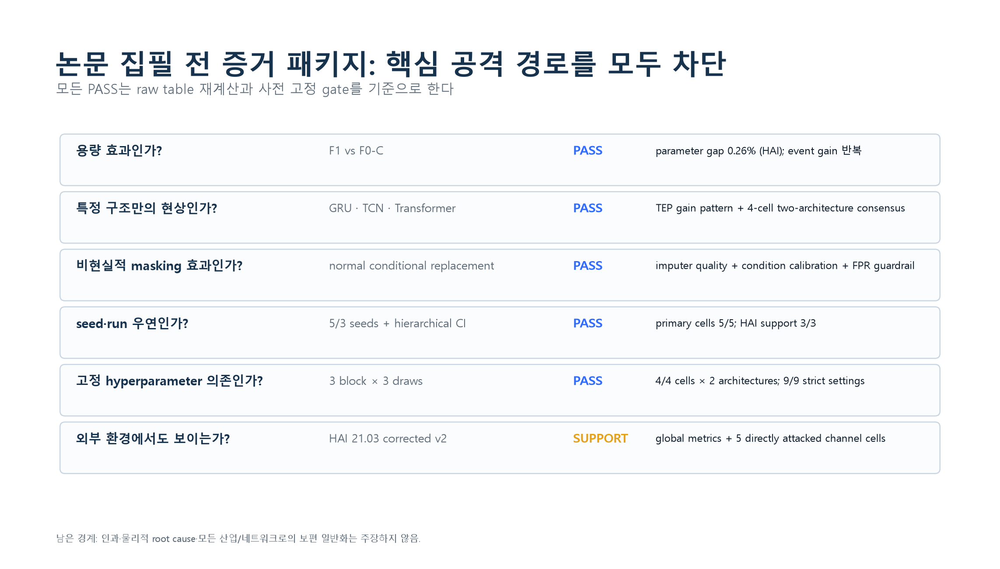 논문 집필 전 증거 패키지: 핵심 공격 경로를 모두 차단
모든 PASS는 raw table 재계산과 사전 고정 gate를 기준으로 한다
용량 효과인가? F1 vs F0-C PASS parameter gap 0.26% (HAI); event gain 반복
특정 구조만의 현상인가? GRU · TCN · Transformer PASS TEP gain pattern + 4-cell two-architecture consensus
비현실적 masking 효과인가? normal conditional replacement PASS imputer quality + condition calibration + FPR guardrail
seed·run 우연인가? 5/3 seeds + hierarchical CI PASS primary cells 5/5; HAI support 3/3
고정 hyperparameter 의존인가? 3 block × 3 draws PASS 4/4 cells × 2 architectures; 9/9 strict settings
외부 환경에서도 보이는가? HAI 21.03 corrected v2 SUPPORT global metrics + 5 directly attacked channel cells
남은 경계: 인과·물리적 root cause·모든 산업/네트워크로의 보편 일반화는 주장하지 않음.